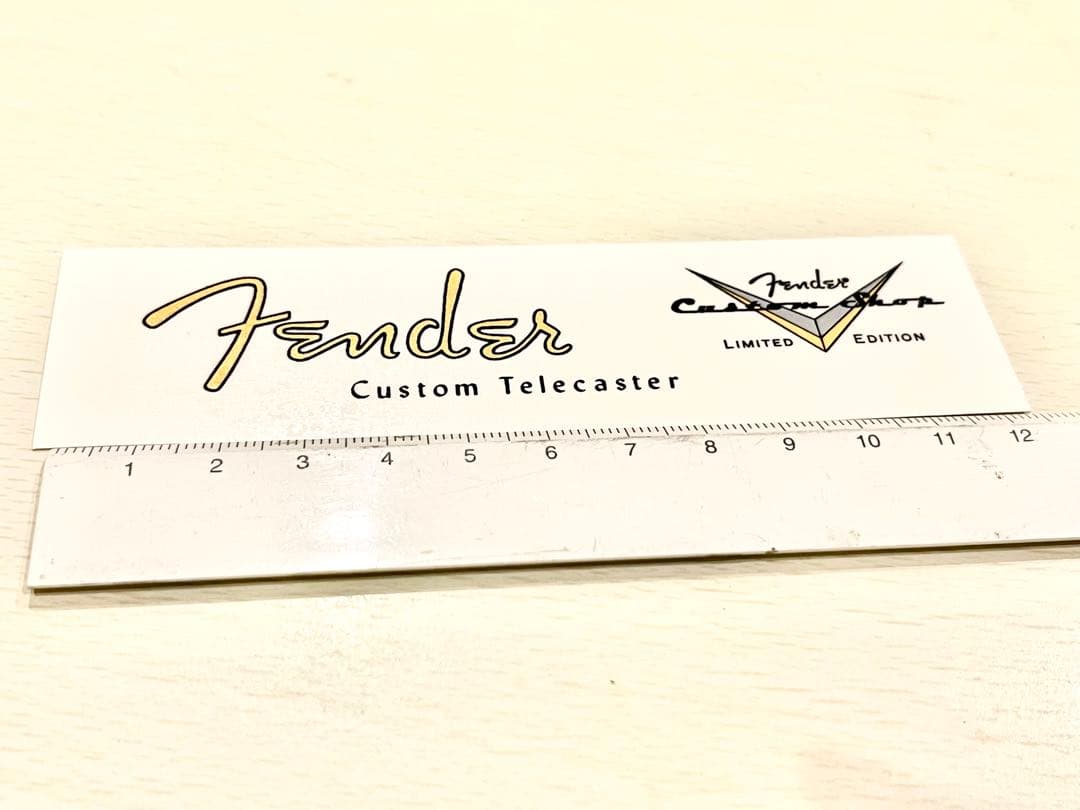 Fender
Custom Telecaster
Fender
Custom Shop
LIMITED EDITION
1 2 3 4 5 6 7 8 9 10 11 12